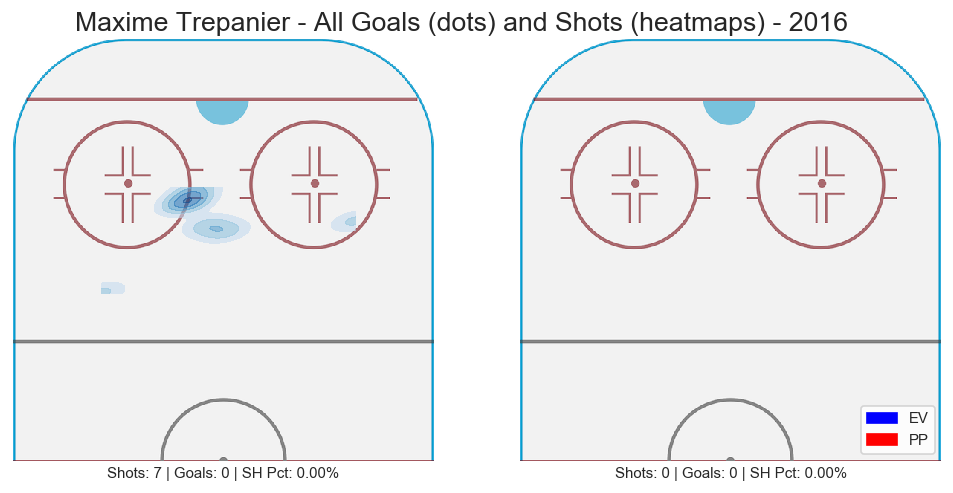 Maxime Trepanier - All Goals (dots) and Shots (heatmaps) - 2016
EV
PP
Shots: 7 | Goals: 0 | SH Pct: 0.00%
Shots: 0 | Goals: 0 | SH Pct: 0.00%